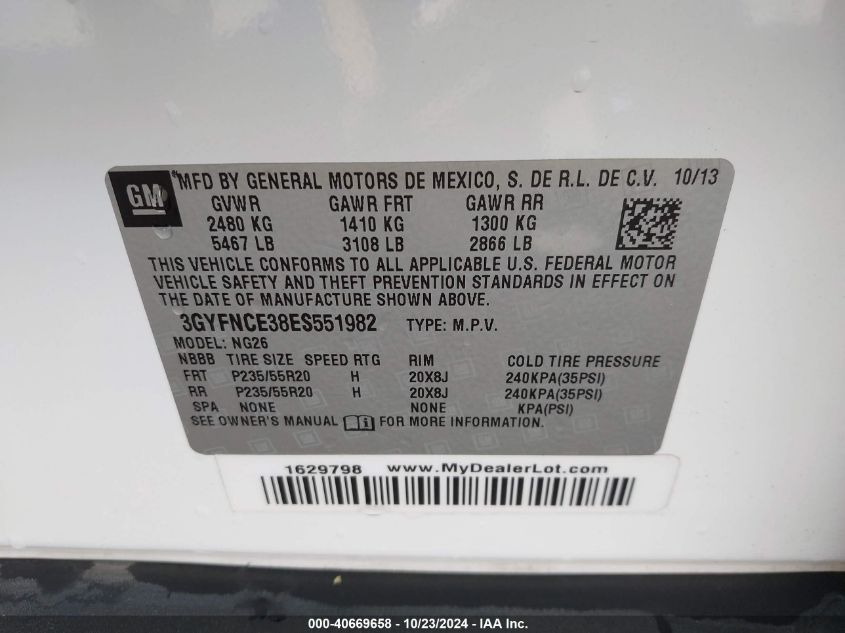 GM
*MFD BY GENERAL MOTORS DE MEXICO, S. DE R.L. DE C.V. 10/13
GVWR GAWR FRT GAWR RR
2480 KG 1410 KG 1300 KG
5467 LB 3108 LB 2866 LB
THIS VEHICLE CONFORMS TO ALL APPLICABLE U.S. FEDERAL MOTOR
VEHICLE SAFETY AND THEFT PREVENTION STANDARDS IN EFFECT ON
THE DATE OF MANUFACTURE SHOWN ABOVE.
3GYFNCE38ES551982 TYPE: M.P.V.
MODEL: NG26
NBBB TIRE SIZE SPEED RTG RIM COLD TIRE PRESSURE
FRT P235/55R20 H 20X8J 240KPA(35PSI)
RR P235/55R20 H 20X8J 240KPA(35PSI)
SPA NONE NONE KPA(PSI)
SEE OWNER'S MANUAL FOR MORE INFORMATION.
1629798 www.MyDealerLot.com
000-40669658 - 10/23/2024 - IAA Inc.